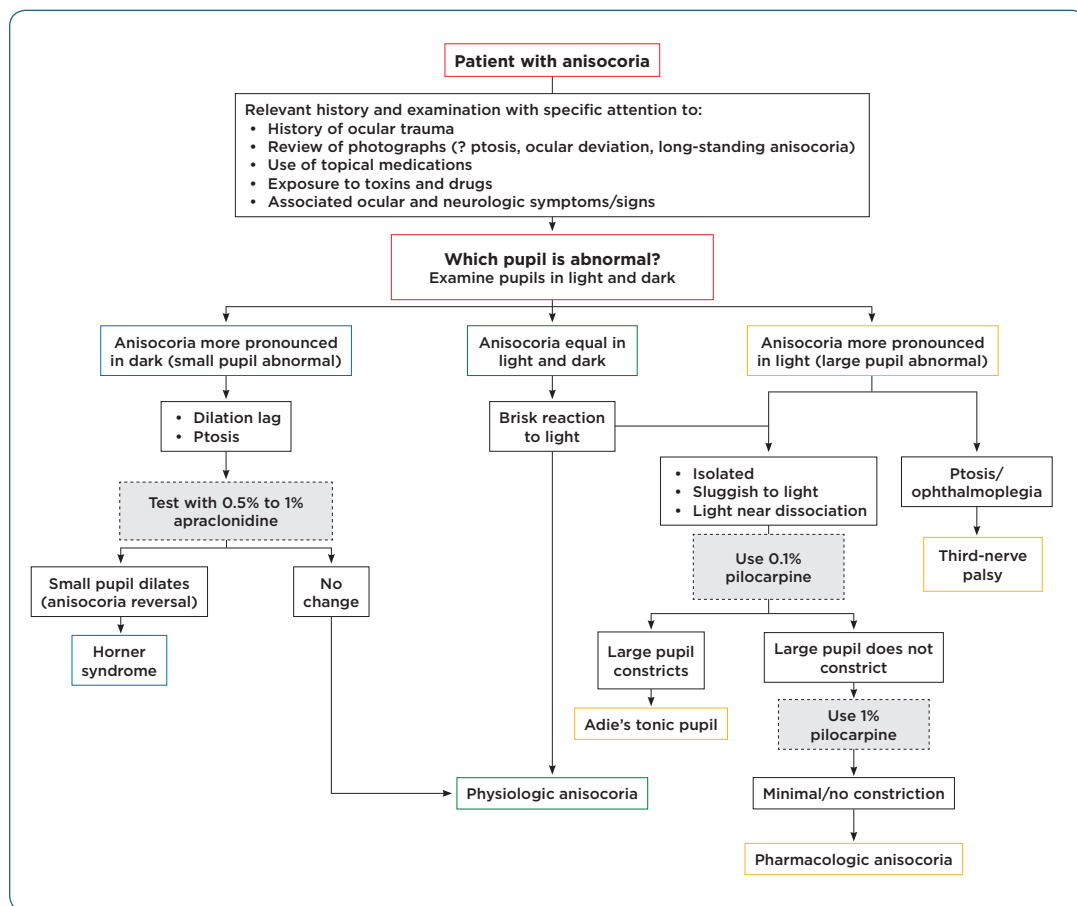 Patient with anisocoria
Relevant history and examination with specific attention to:
• History of ocular trauma
• Review of photographs (? ptosis, ocular deviation, long-standing anisocoria)
• Use of topical medications
• Exposure to toxins and drugs
• Associated ocular and neurologic symptoms/signs
Which pupil is abnormal?
Examine pupils in light and dark
Anisocoria more pronounced
in dark (small pupil abnormal)
Anisocoria equal in
light and dark
Anisocoria more pronounced
in light (large pupil abnormal)
• Dilation lag
• Ptosis
Brisk reaction
to light
• Isolated
• Sluggish to light
• Light near dissociation
Ptosis/
ophthalmoplegia
Test with 0.5% to 1%
apraclonidine
Use 0.1%
pilocarpine
Third-nerve
palsy
Small pupil dilates
(anisocoria reversal)
No
change
Horner
syndrome
Large pupil
constricts
Large pupil does not
constrict
Adie's tonic pupil
Use 1%
pilocarpine
Physiologic anisocoria
Minimal/no constriction
Pharmacologic anisocoria